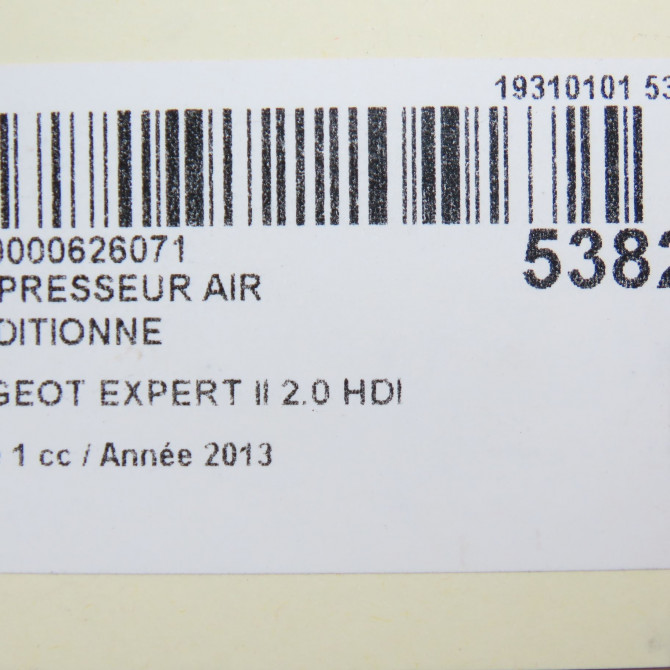 19310101 53
0000626071
5382
PRESSEUR AIR
DITIONNE
GEOT EXPERT II 2.0 HDI
1 cc / Année 2013